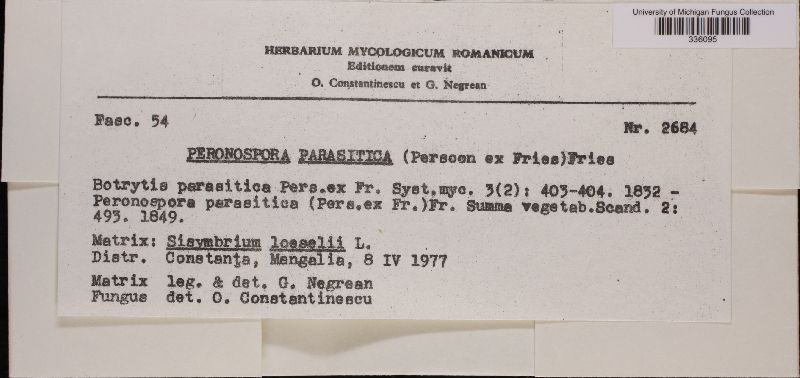 University of Michigan Fungus Collection
336095
HERBARIUM MYCOLOGICUM ROMANICUM
Editionem curavit
O. Constantinescu et G. Negrean
Fasc. 54
Nr. 2684
PERONOSPORA PARASITICA (Persoon ex Fries)Fries
Botrytis parasitica Pers.ex Fr. Syst.myc. 3(2): 403-404. 1832 -
Peronospora parasitica (Pers.ex Fr.)Fr. Summa vegetab.Scand. 2:
493. 1849.
Matrix: Sisymbrium loeselii L.
Distr. Constanţa, Mangalia, 8 IV 1977
Matrix leg. & det. G. Negrean
Fungus det. O. Constantinescu